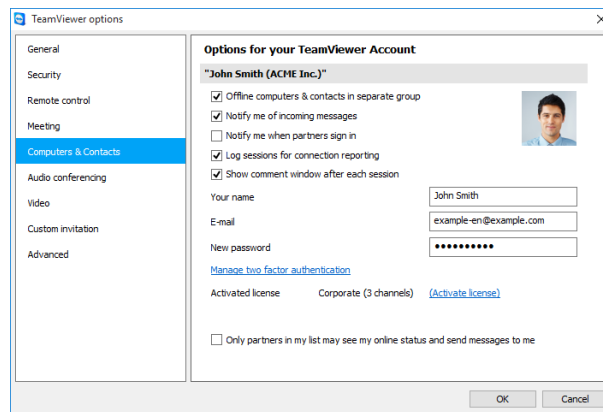 TeamViewer options
General
Security
Remote control
Meeting
Computers & Contacts
Audio conferencing
Video
Custom invitation
Advanced
Options for your TeamViewer Account
"John Smith (ACME Inc.)"
Offline computers & contacts in separate group
Notify me of incoming messages
Notify me when partners sign in
Log sessions for connection reporting
Show comment window after each session
Your name John Smith
E-mail example-en@example.com
New password ●●●●●●●●●●
Manage two factor authentication
Activated license Corporate (3 channels) (Activate license)
Only partners in my list may see my online status and send messages to me
OK Cancel